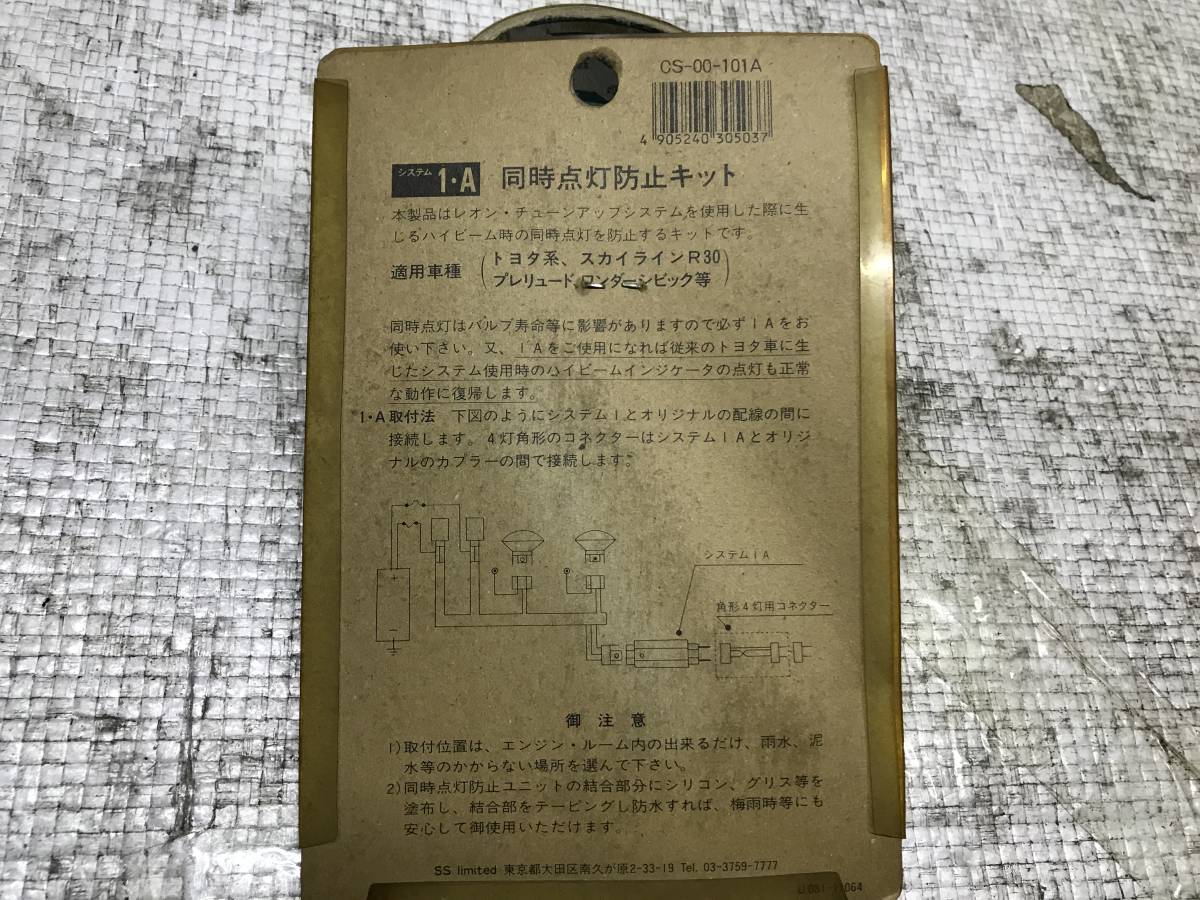 CS-00-101A
4 905240 305037
システム 1・A 同時点灯防止キット
本製品はレオン・チューンアップシステムを使用した際に生
じるハイビーム時の同時点灯を防止するキットです。
適用車種 (トヨタ系、スカイラインR30
プレリュード、ワンダーシビック等)
同時点灯はバルブ寿命等に影響がありますので必ず1Aをお
使い下さい。又、1Aをご使用になれば従来のトヨタ車に生
じたシステム使用時のハイビームインジケータの点灯も正常
な動作に復帰します。
1・A取付法 下図のようにシステム1とオリジナルの配線の間に
接続します。4灯角形のコネクターはシステム1Aとオリジ
ナルのカプラーの間で接続します。
システム1A
角形4灯用コネクター
御注意
1)取付位置は、エンジン・ルーム内の出来るだけ、雨水、泥
水等のかからない場所を選んで下さい。
2)同時点灯防止ユニットの結合部分にシリコン、グリス等を
塗布し、結合部をテーピングし防水すれば、梅雨時等にも
安心して御使用いただけます。
SS limited 東京都大田区南久が原2-33-19 Tel. 03-3759-7777